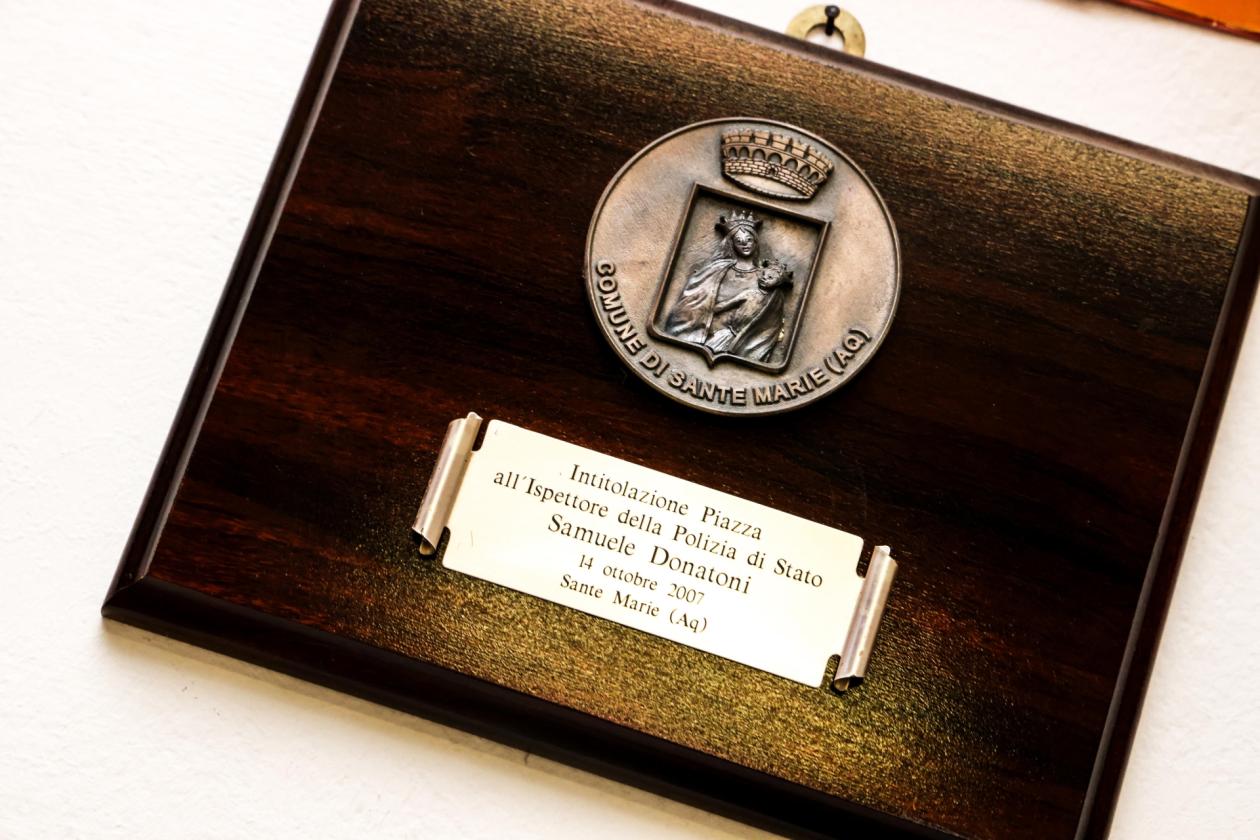 COMUNE DI SANTE MARIE (AQ)
Intitolazione Piazza
all'Ispettore della Polizia di Stato
Samuele Donatoni
14 ottobre 2007
Sante Marie (Aq)